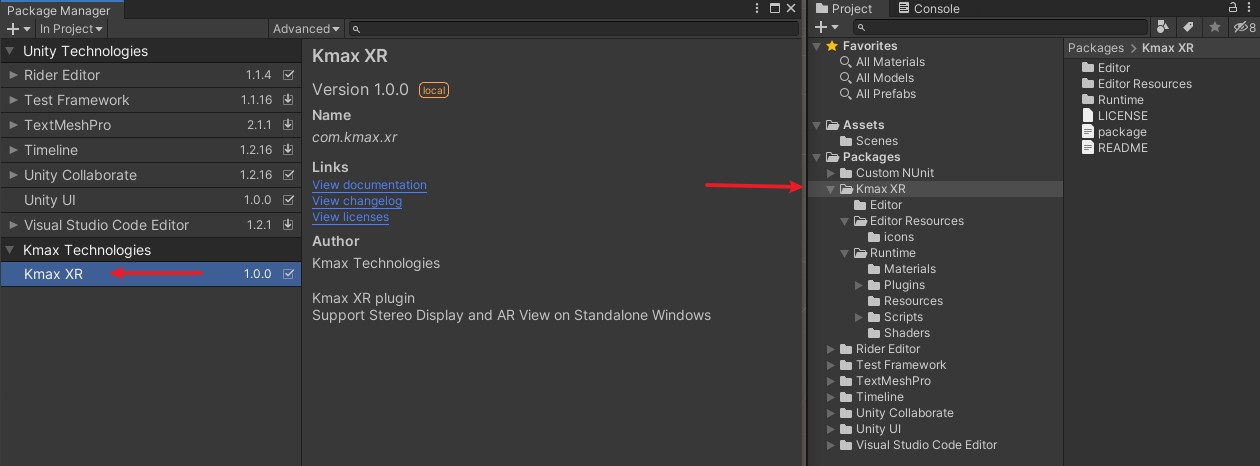 Package Manager
In Project
Advanced
Unity Technologies
Rider Editor 1.1.4
Test Framework 1.1.16
TextMeshPro 2.1.1
Timeline 1.2.16
Unity Collaborate 1.2.16
Unity UI 1.0.0
Visual Studio Code Editor 1.2.1
Kmax Technologies
Kmax XR 1.0.0
Kmax XR
Version 1.0.0 local
Name
com.kmax.xr
Links
View documentation
View changelog
View licenses
Author
Kmax Technologies
Kmax XR plugin
Support Stereo Display and AR View on Standalone Windows
Project Console
8
Favorites
All Materials
All Models
All Prefabs
Assets
Scenes
Packages
Custom NUnit
Kmax XR
Editor
Editor Resources
icons
Runtime
Materials
Plugins
Resources
Scripts
Shaders
Rider Editor
Test Framework
TextMeshPro
Timeline
Unity Collaborate
Unity UI
Visual Studio Code Editor
Packages > Kmax XR
Editor
Editor Resources
Runtime
LICENSE
package
README